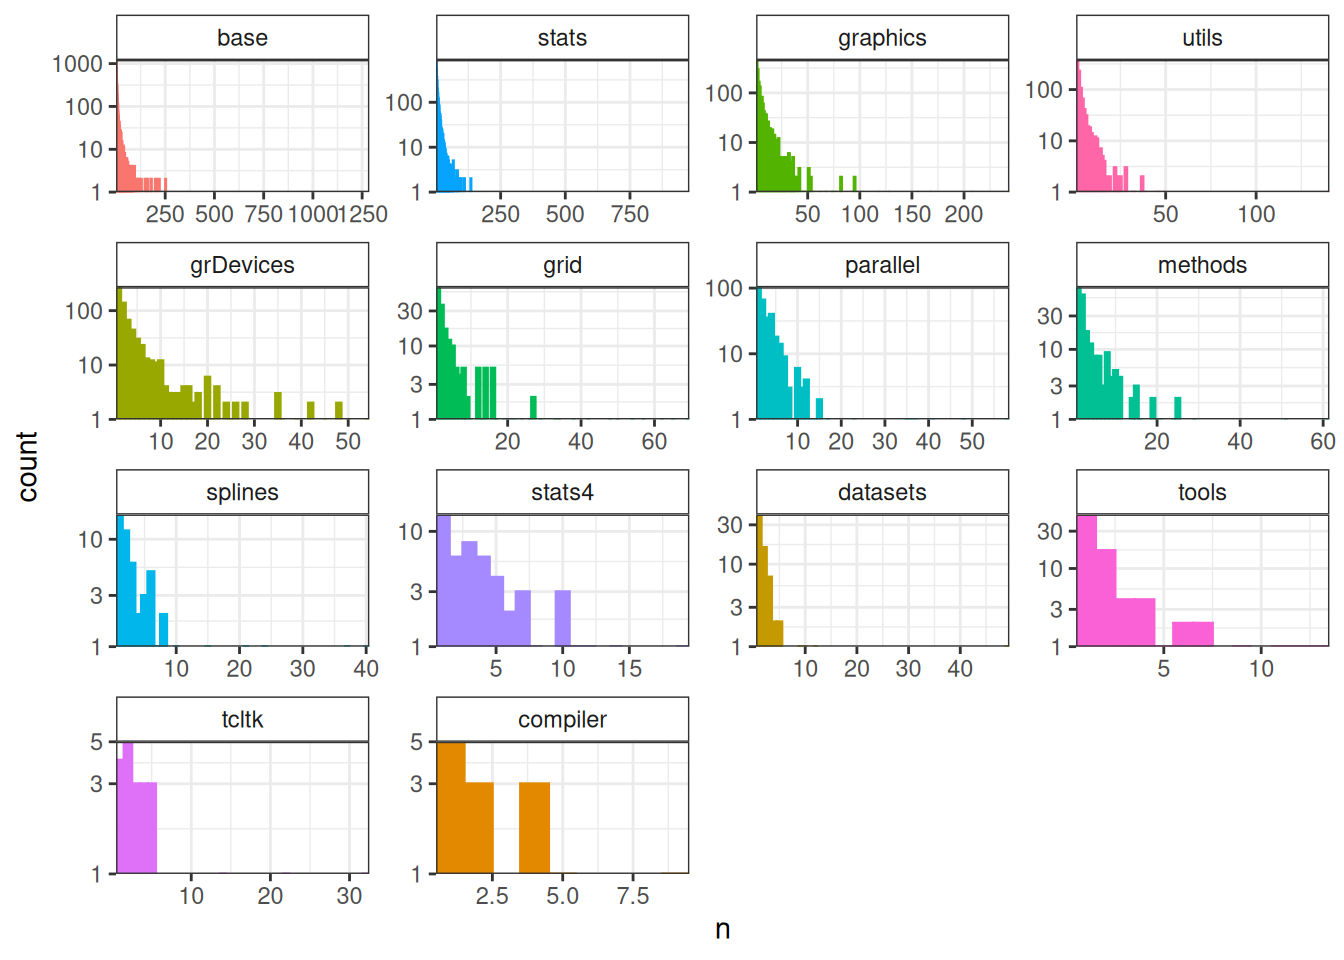 base stats graphics utils
1000
100
10
1
250 500 750 1000 1250
100
10
1
250 500 750
100
10
1
50 100 150 200
100
10
1
50 100
grDevices grid parallel methods
100
10
1
10 20 30 40 50
30
10
3
1
20 40 60
100
10
1
10 20 30 40 50
30
10
3
1
20 40 60
splines stats4 datasets tools
10
3
1
10 20 30 40
10
3
1
5 10 15
30
10
3
1
10 20 30 40
30
10
3
1
5 10
tcltk compiler
5
3
1
10 20 30
5
3
1
2.5 5.0 7.5
count
n